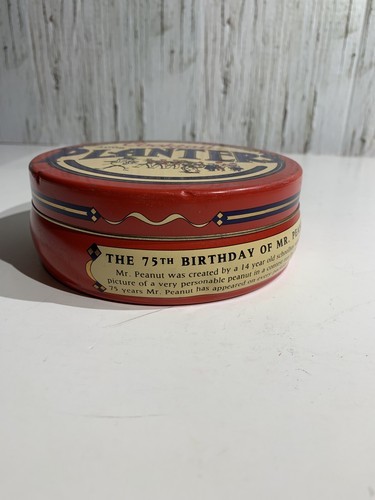 PLANTER
THE 75TH BIRTHDAY OF MR.
Mr. Peanut was created by a 14 year old
picture of a very personable peanut in a
75 years Mr. Peanut has appeared on